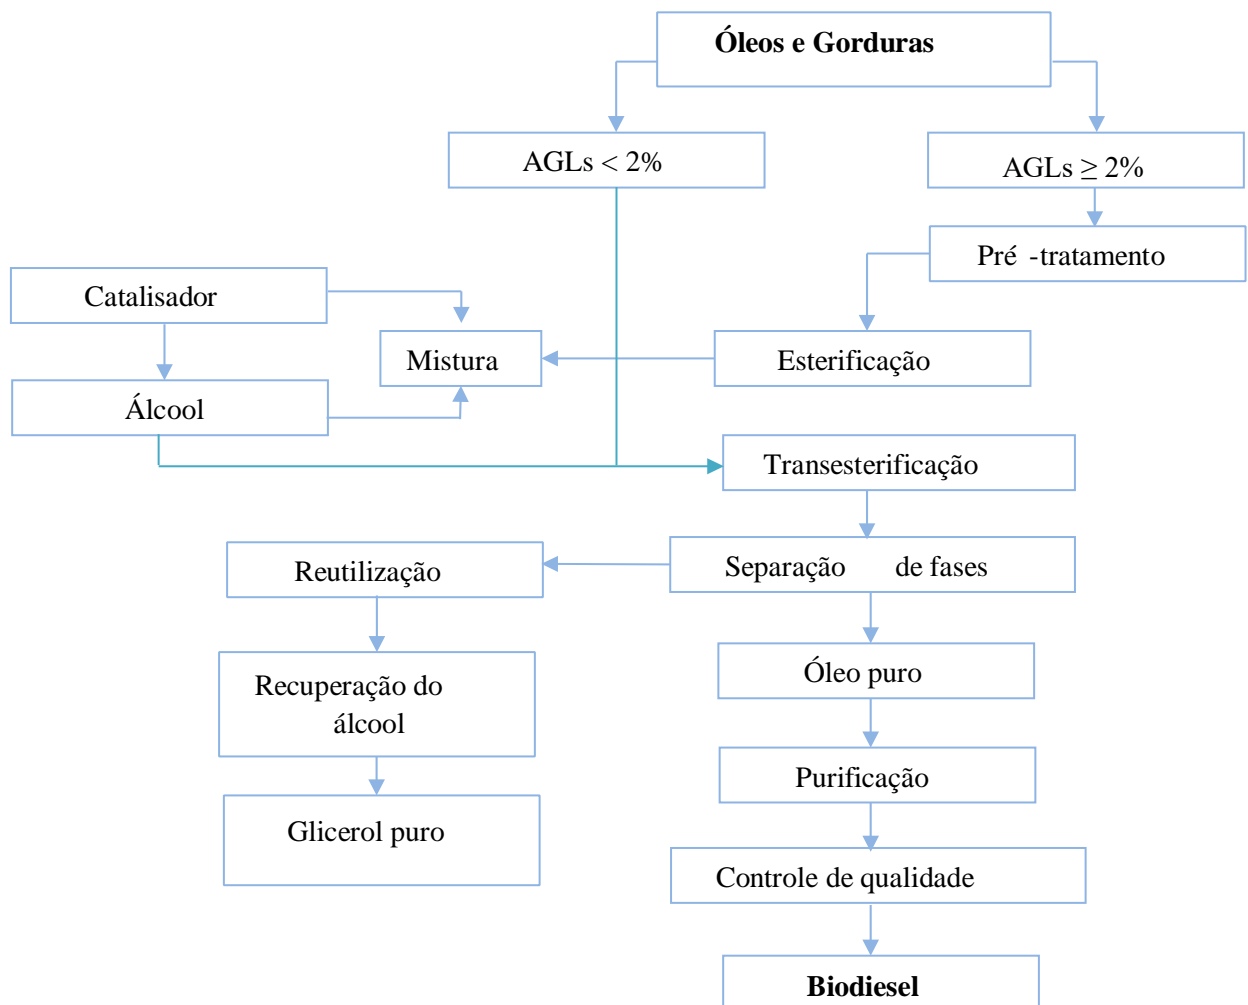 Óleos e Gorduras
AGLs < 2%
AGLs ≥ 2%
Pré -tratamento
Catalisador
Mistura
Esterificação
Álcool
Transesterificação
Reutilização
Separação de fases
Óleo puro
Recuperação do
álcool
Purificação
Glicerol puro
Controle de qualidade
Biodiesel